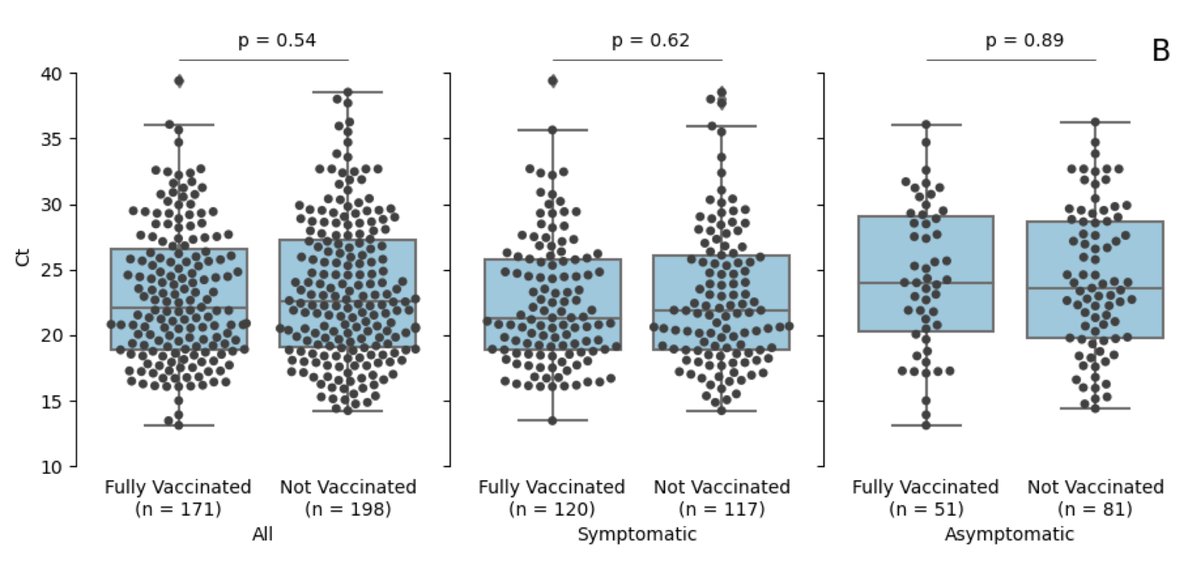 p = 0.54 p = 0.62 p = 0.89 B
40
35
30
25
20
15
10
Ct
Fully Vaccinated Not Vaccinated Fully Vaccinated Not Vaccinated Fully Vaccinated Not Vaccinated
(n = 171) (n = 198) (n = 120) (n = 117) (n = 51) (n = 81)
All Symptomatic Asymptomatic